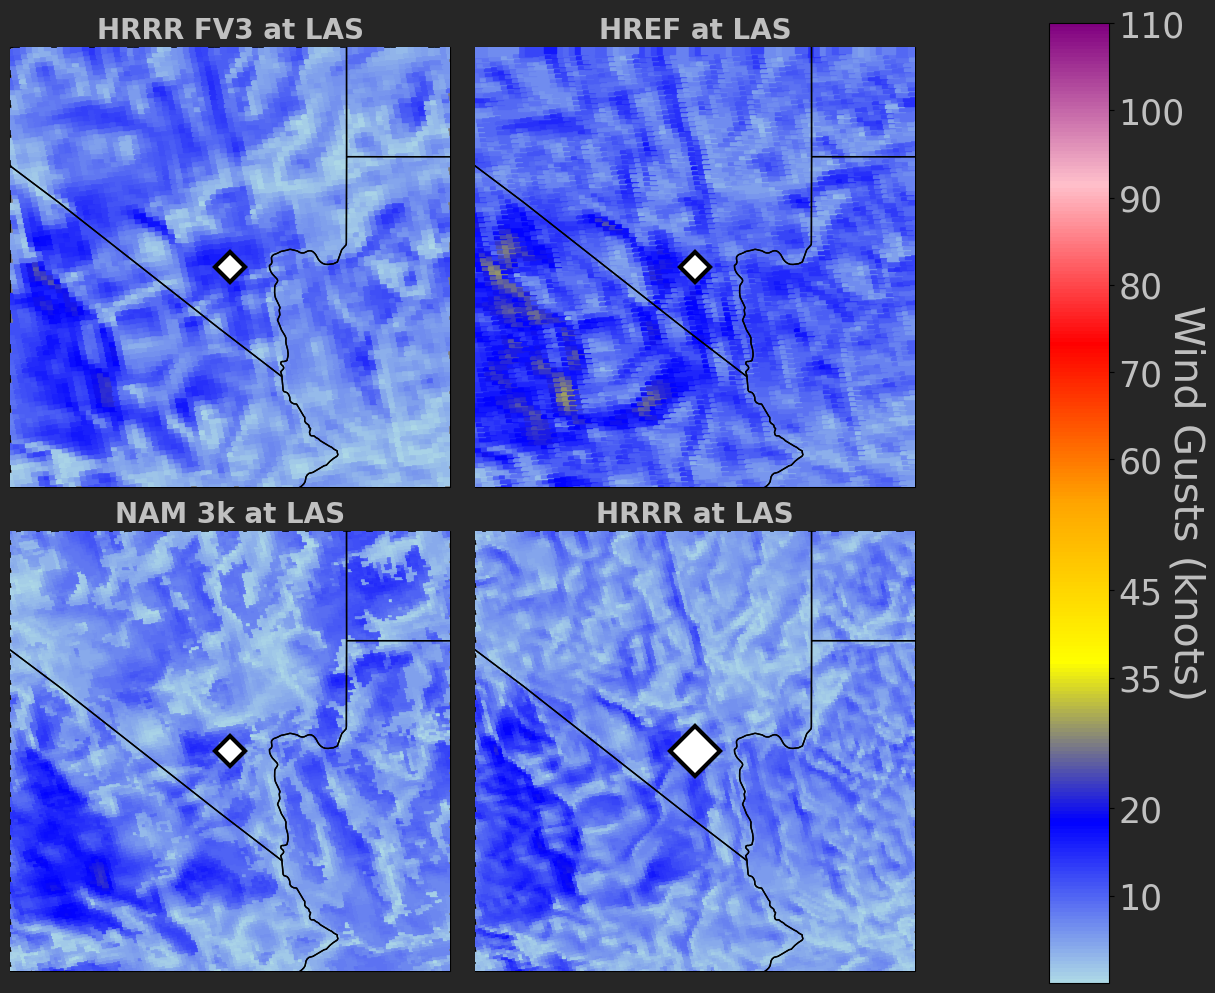 HRRR FV3 at LAS
HREF at LAS
NAM 3k at LAS
HRRR at LAS
110
100
90
80
70
60
45
35
20
10
Wind Gusts (knots)